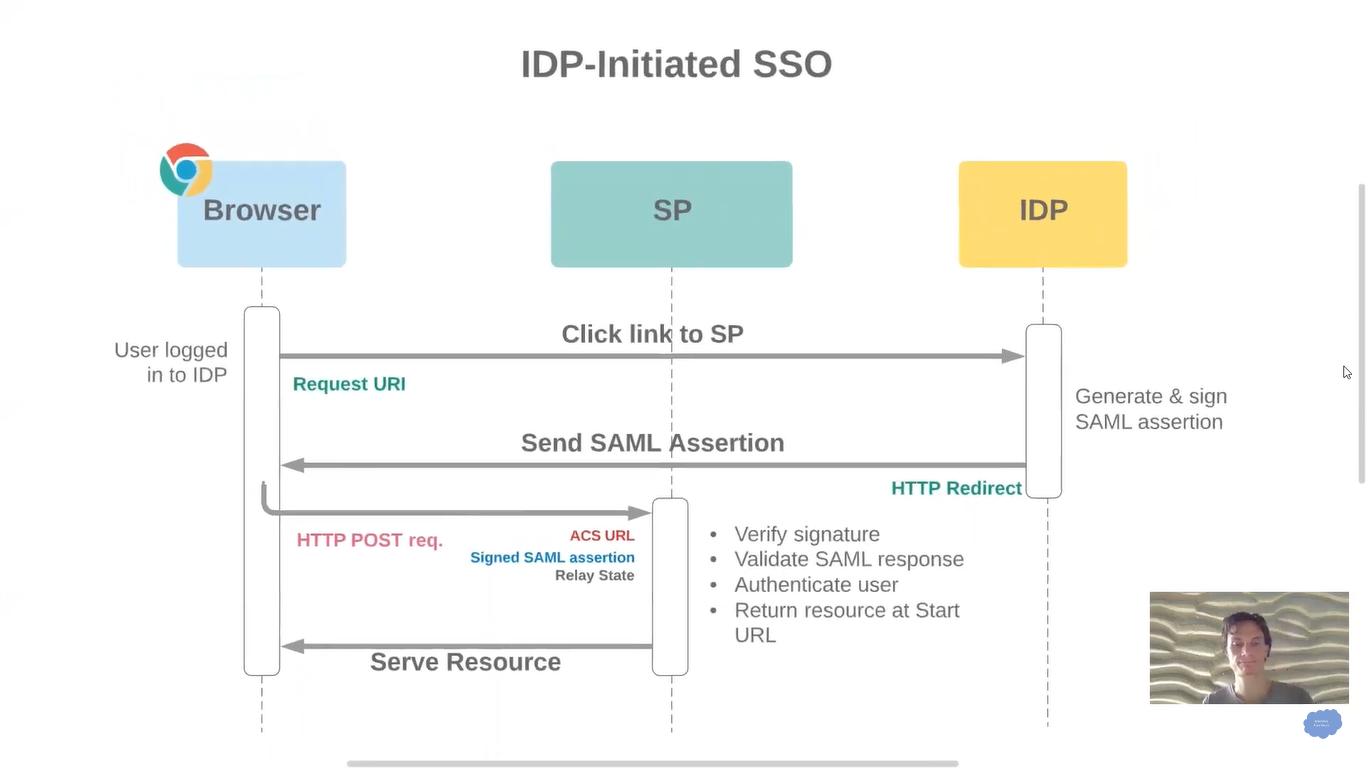 IDP-Initiated SSO
Browser
SP
IDP
User logged
in to IDP
Click link to SP
Request URI
Generate & sign
SAML assertion
Send SAML Assertion
HTTP Redirect
HTTP POST req.
ACS URL
Signed SAML assertion
Relay State
• Verify signature
• Validate SAML response
• Authenticate user
• Return resource at Start
URL
Serve Resource